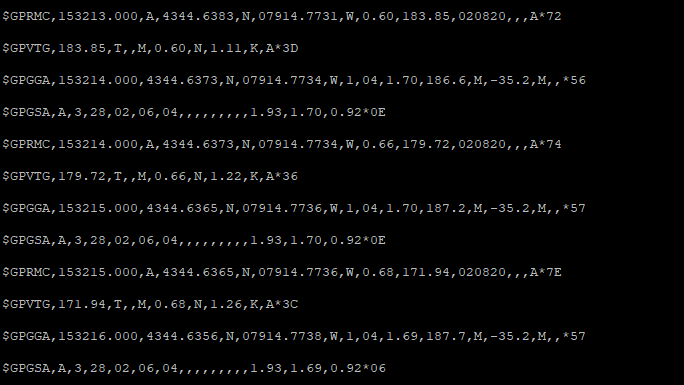 $GPRMC,153213.000,A,4344.6383,N,07914.7731,W,0.60,183.85,020820,,,A*72
$GPVTG,183.85,T,,M,0.60,N,1.11,K,A*3D
$GPGGA,153214.000,4344.6373,N,07914.7734,W,1,04,1.70,186.6,M,-35.2,M,,*56
$GPGSA,A,3,28,02,06,04,,,,,,,,,1.93,1.70,0.92*0E
$GPRMC,153214.000,A,4344.6373,N,07914.7734,W,0.66,179.72,020820,,,A*74
$GPVTG,179.72,T,,M,0.66,N,1.22,K,A*36
$GPGGA,153215.000,4344.6365,N,07914.7736,W,1,04,1.70,187.2,M,-35.2,M,,*57
$GPGSA,A,3,28,02,06,04,,,,,,,,,1.93,1.70,0.92*0E
$GPRMC,153215.000,A,4344.6365,N,07914.7736,W,0.68,171.94,020820,,,A*7E
$GPVTG,171.94,T,,M,0.68,N,1.26,K,A*3C
$GPGGA,153216.000,4344.6356,N,07914.7738,W,1,04,1.69,187.7,M,-35.2,M,,*57
$GPGSA,A,3,28,02,06,04,,,,,,,,,1.93,1.69,0.92*06